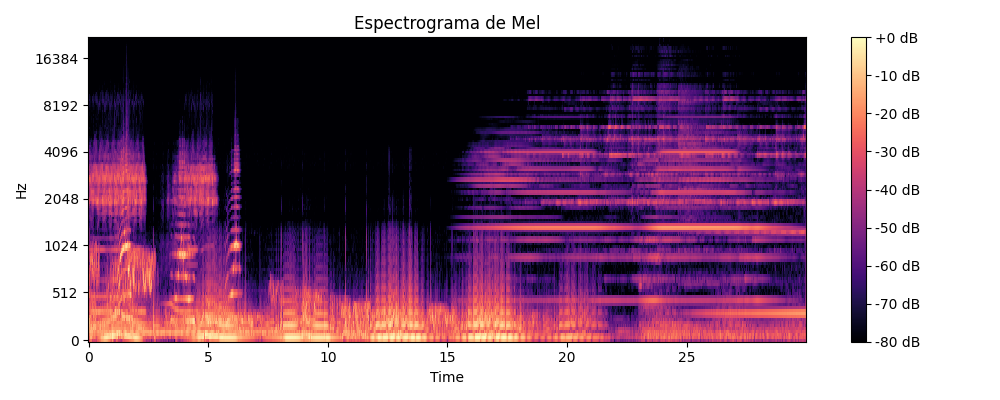 Espectrograma de Mel
Hz
16384
8192
4096
2048
1024
512
0
0 5 10 15 20 25
Time
+0 dB
-10 dB
-20 dB
-30 dB
-40 dB
-50 dB
-60 dB
-70 dB
-80 dB